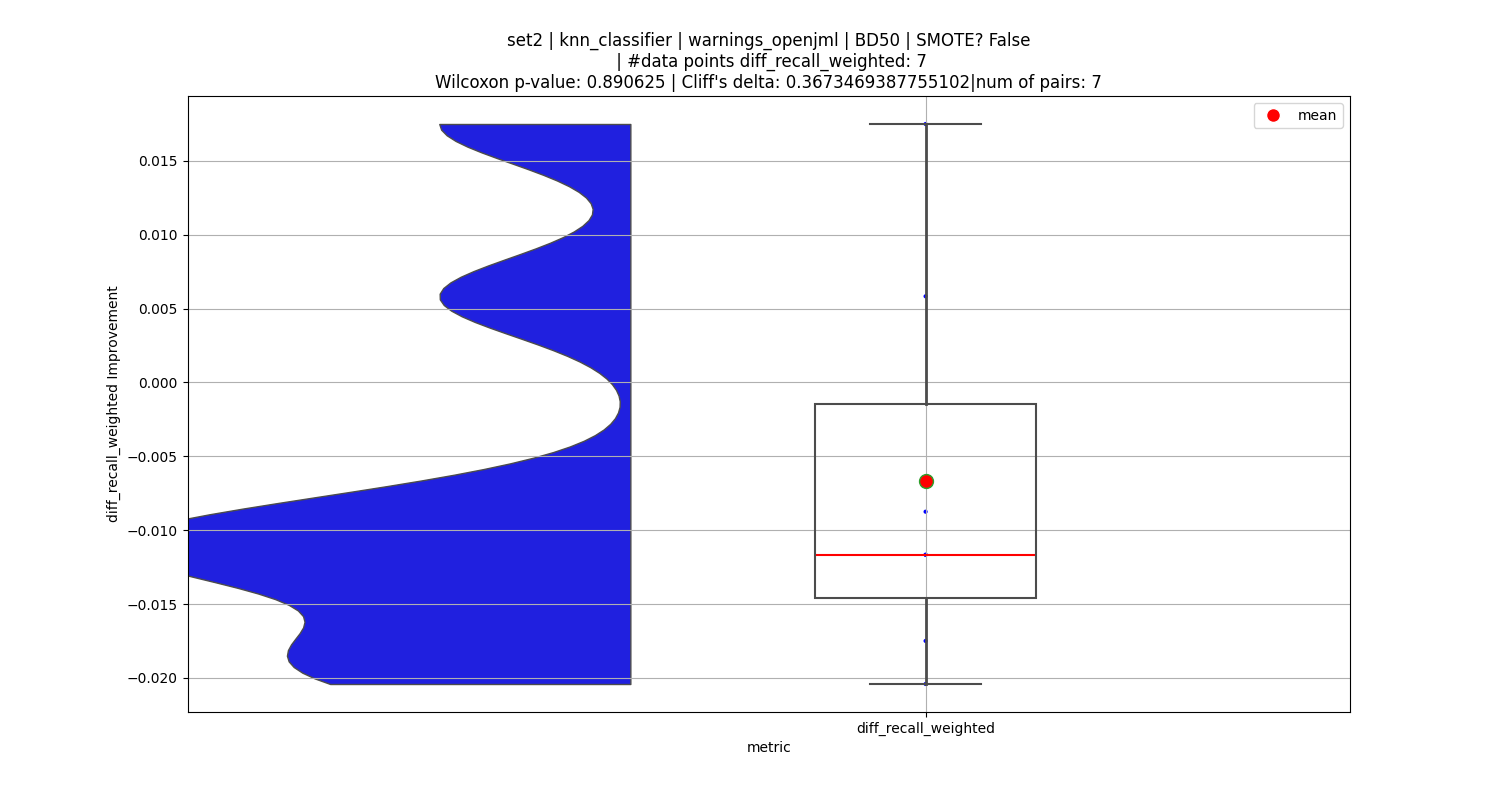 set2 | knn_classifier | warnings_openjml | BD50 | SMOTE? False
| #data points diff_recall_weighted: 7
Wilcoxon p-value: 0.890625 | Cliff's delta: 0.3673469387755102|num of pairs: 7
mean
0.015
0.010
0.005
0.000
−0.005
−0.010
−0.015
−0.020
diff_recall_weighted Improvement
diff_recall_weighted
metric